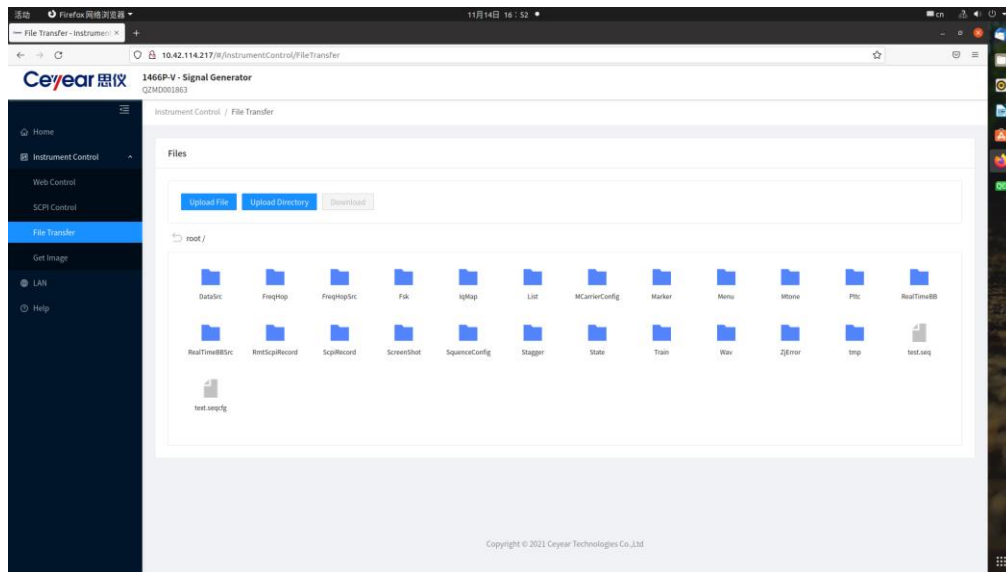 活动 Firefox 网络浏览器 11月14日 16：52 cn
File Transfer - Instrument
10.42.114.217/#/InstrumentControl/FileTransfer
Ceyear 思仪 1466P-V - Signal Generator
QZMD001863
Instrument Control / File Transfer
Home
Instrument Control
Web Control
SCPI Control
File Transfer
Get Image
LAN
Help
Files
Upload File Upload Directory Download
root /
DataSrc FreqHop FreqHopSrc Fsk IqMap List MCarrierConfig Marker Menu Mtone Pltc RealTimeBB
RealTimeBBSrc RmtScpiRecord ScpiRecord ScreenShot SquenceConfig Stagger State Train Wav ZjError tmp test.seq
text.seqcfg
Copyright © 2021 Ceyear Technologies Co.,Ltd